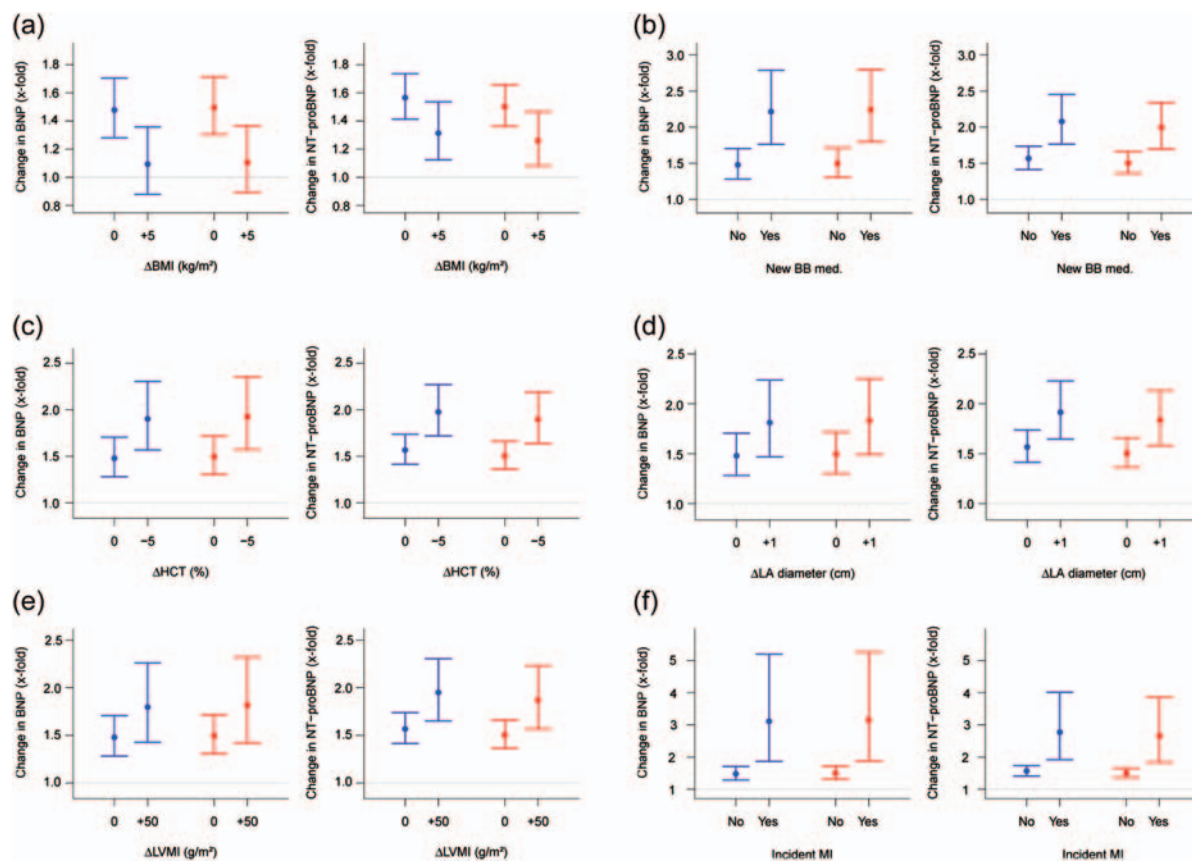 (a)
Change in BNP (x-fold)
1.8
1.6
1.4
1.2
1.0
0.8
0 +5 0 +5
ΔBMI (kg/m²)
Change in NT−proBNP (x-fold)
1.8
1.6
1.4
1.2
1.0
0.8
0 +5 0 +5
ΔBMI (kg/m²)
(b)
Change in BNP (x-fold)
3.0
2.5
2.0
1.5
1.0
No Yes No Yes
New BB med.
Change in NT−proBNP (x-fold)
3.0
2.5
2.0
1.5
1.0
No Yes No Yes
New BB med.
(c)
Change in BNP (x-fold)
2.5
2.0
1.5
1.0
0 −5 0 −5
ΔHCT (%)
Change in NT−proBNP (x-fold)
2.5
2.0
1.5
1.0
0 −5 0 −5
ΔHCT (%)
(d)
Change in BNP (x-fold)
2.5
2.0
1.5
1.0
0 +1 0 +1
ΔLA diameter (cm)
Change in NT−proBNP (x-fold)
2.5
2.0
1.5
1.0
0 +1 0 +1
ΔLA diameter (cm)
(e)
Change in BNP (x-fold)
2.5
2.0
1.5
1.0
0 +50 0 +50
ΔLVMI (g/m²)
Change in NT−proBNP (x-fold)
2.5
2.0
1.5
1.0
0 +50 0 +50
ΔLVMI (g/m²)
(f)
Change in BNP (x-fold)
5
4
3
2
1
No Yes No Yes
Incident MI
Change in NT−proBNP (x-fold)
5
4
3
2
1
No Yes No Yes
Incident MI